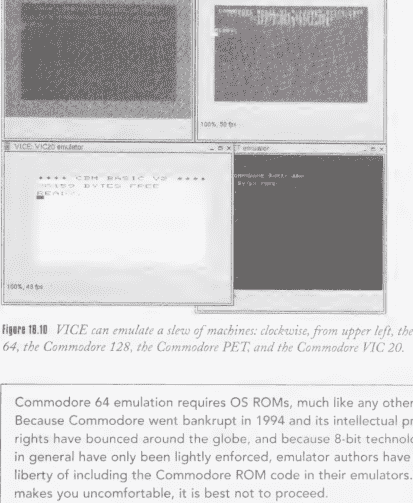 100%, 50 fps
VICE: VIC20 emulator
**** CBM BASIC V2 ****
BYTES FREE
READY.
100%, 48 fps
emulator
Figure 18.10 VICE can emulate a slew of machines: clockwise, from upper left, the
64, the Commodore 128, the Commodore PET, and the Commodore VIC 20.
Commodore 64 emulation requires OS ROMs, much like any other
Because Commodore went bankrupt in 1994 and its intellectual pr
rights have bounced around the globe, and because 8-bit technolo
in general have only been lightly enforced, emulator authors have
liberty of including the Commodore ROM code in their emulators.
makes you uncomfortable, it is best not to proceed.